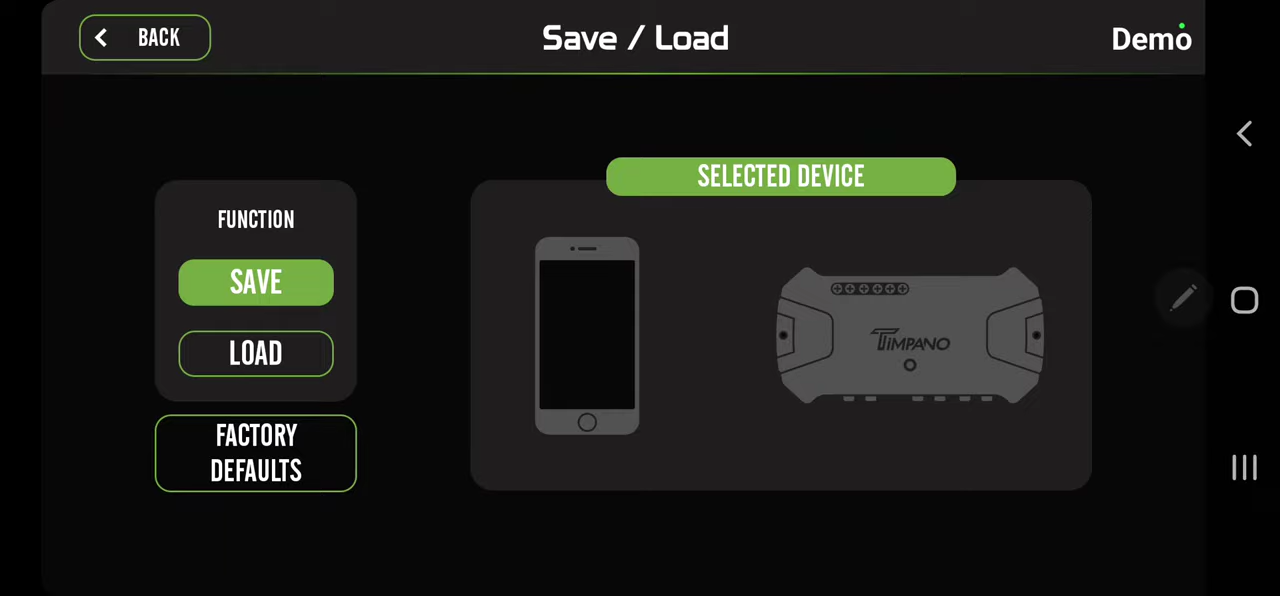 BACK
Save / Load
Demo
SELECTED DEVICE
FUNCTION
SAVE
LOAD
FACTORY
DEFAULTS
TIMPANO